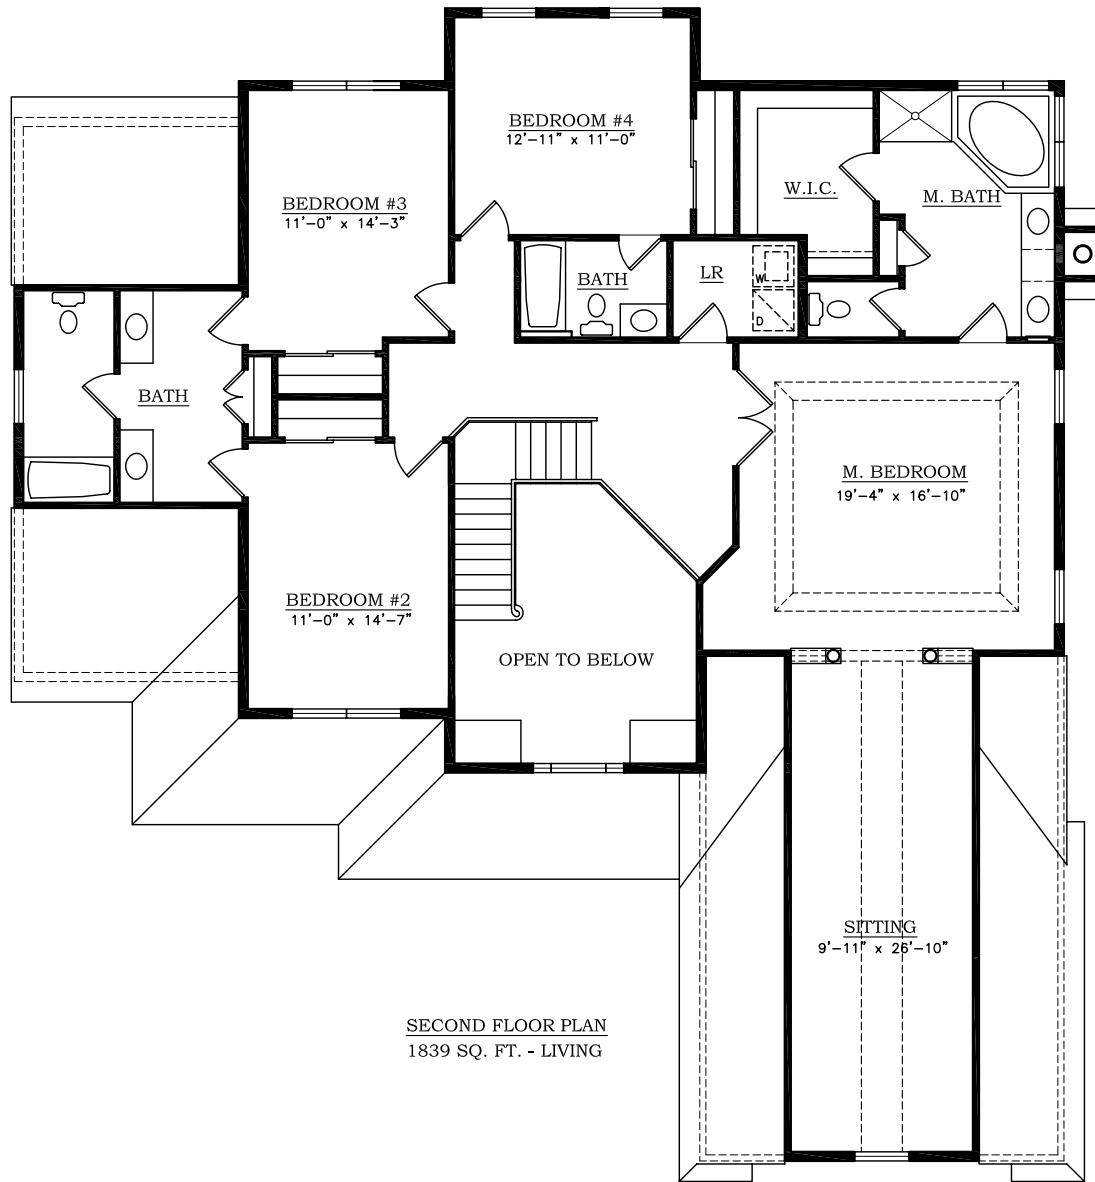 BEDROOM #4
12'-11" x 11'-0"
BEDROOM #3
11'-0" x 14'-3"
W.I.C.
M. BATH
BATH
LR
W
D
BATH
M. BEDROOM
19'-4" x 16'-10"
BEDROOM #2
11'-0" x 14'-7"
OPEN TO BELOW
SITTING
9'-11" x 26'-10"
SECOND FLOOR PLAN
1839 SQ. FT. - LIVING